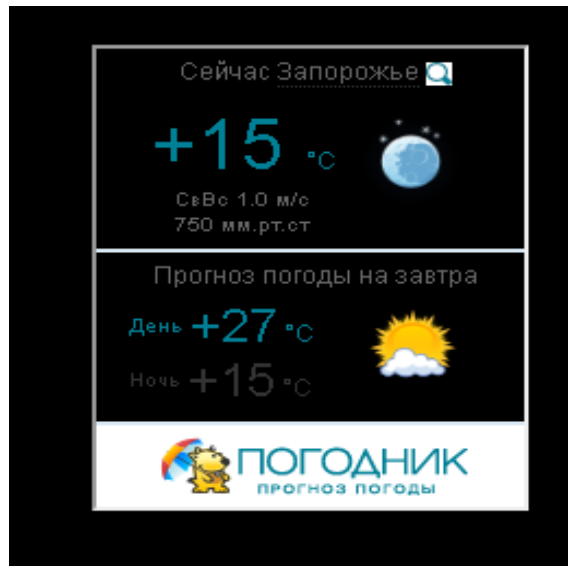 Сейчас Запорожье
+15 °C
СвВс 1.0 м/с
750 мм.рт.ст
Прогноз погоды на завтра
День +27 °C
Ночь +15 °C
ПОГОДНИК
ПРОГНОЗ ПОГОДЫ